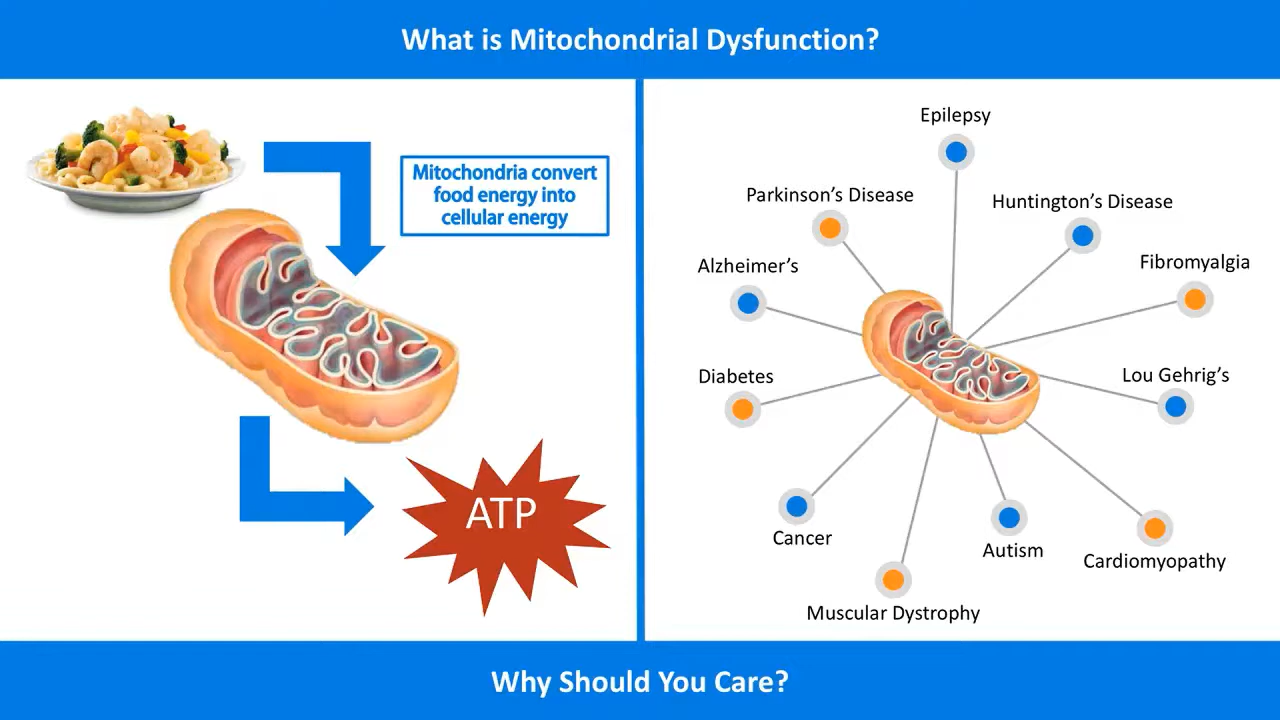 What is Mitochondrial Dysfunction?
Mitochondria convert
food energy into
cellular energy
ATP
Epilepsy
Parkinson's Disease
Huntington's Disease
Alzheimer's
Fibromyalgia
Diabetes
Lou Gehrig's
Cancer
Autism
Cardiomyopathy
Muscular Dystrophy
Why Should You Care?